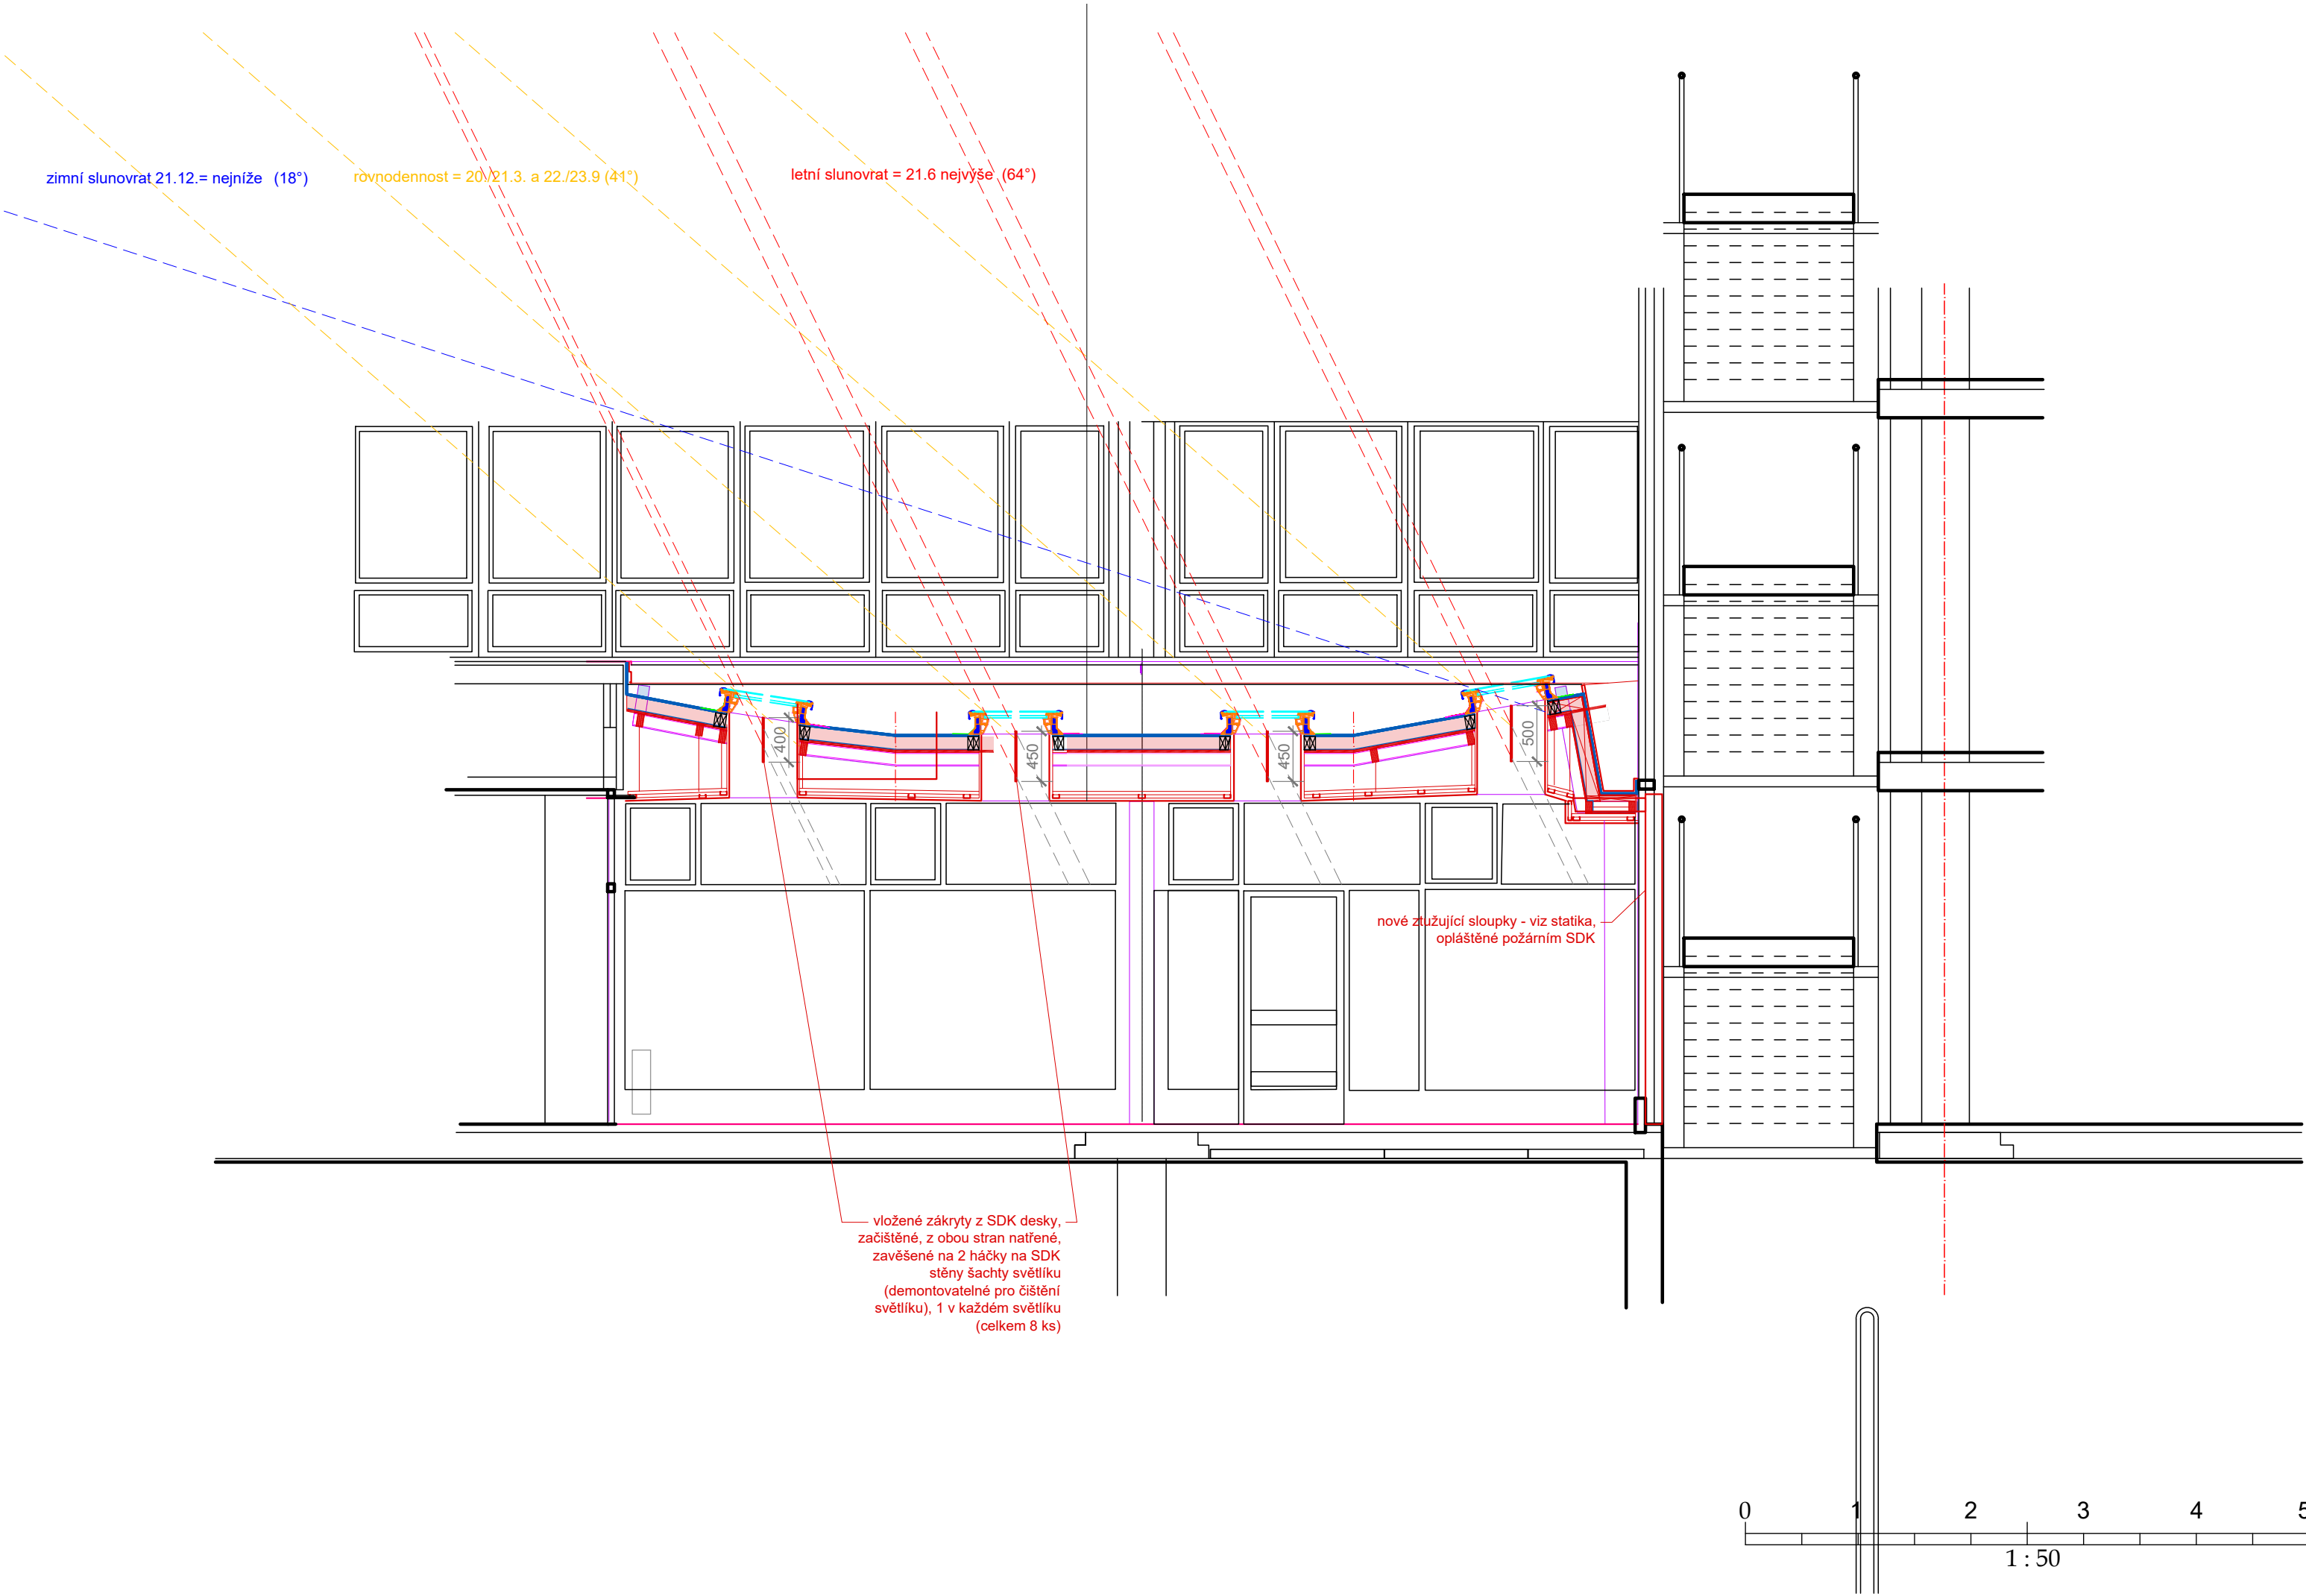 zimní slunovrat 21.12.= nejníže (18°)
rovnodennost = 20./21.3. a 22./23.9 (41°)
letní slunovrat = 21.6 nejvýše (64°)
400
450
450
500
nové ztužující sloupky - viz statika,
opláštěné požárním SDK
vložené zákryty z SDK desky,
začištěné, z obou stran natřené,
zavěšené na 2 háčky na SDK
stěny šachty světlíku
(demontovatelné pro čištění
světlíku), 1 v každém světlíku
(celkem 8 ks)
0 1 2 3 4 5
1 : 50